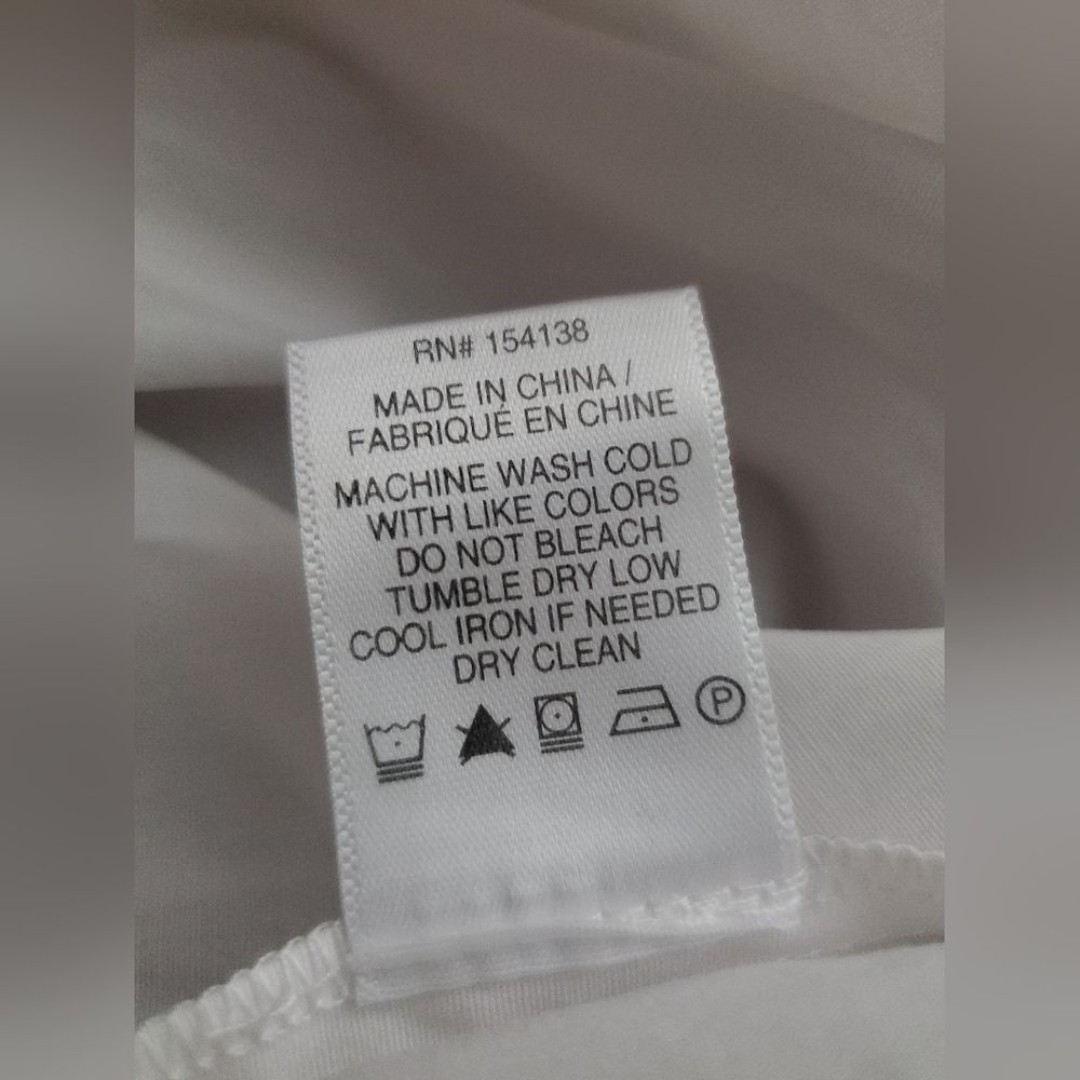 RN# 154138
MADE IN CHINA /
FABRIQUÉ EN CHINE
MACHINE WASH COLD
WITH LIKE COLORS
DO NOT BLEACH
TUMBLE DRY LOW
COOL IRON IF NEEDED
DRY CLEAN
P